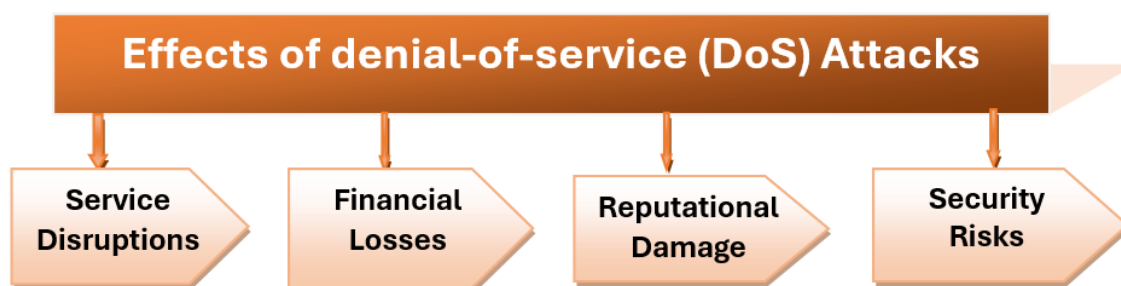 Effects of denial-of-service (DoS) Attacks
Service
Disruptions
Financial
Losses
Reputational
Damage
Security
Risks